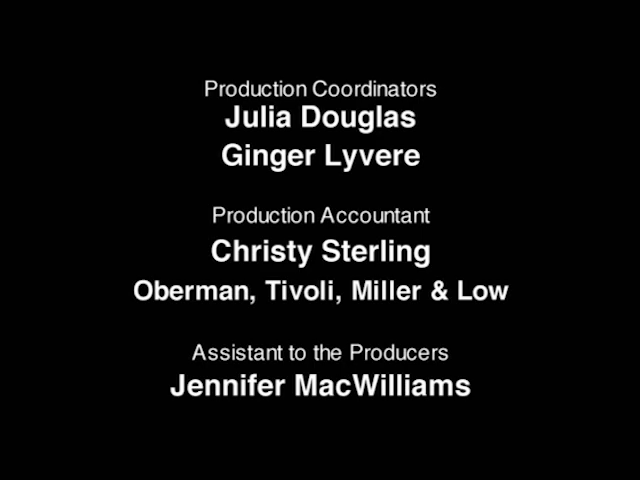 Production Coordinators
Julia Douglas
Ginger Lyvere
Production Accountant
Christy Sterling
Oberman, Tivoli, Miller & Low
Assistant to the Producers
Jennifer MacWilliams